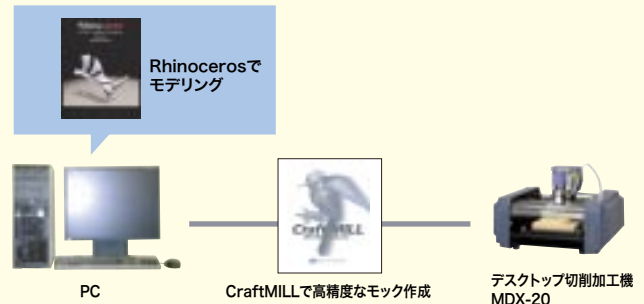 Rhinocerosで
モデリング
CraftMILL
PC
CraftMILLで高精度なモック作成
デスクトップ切削加工機
MDX-20